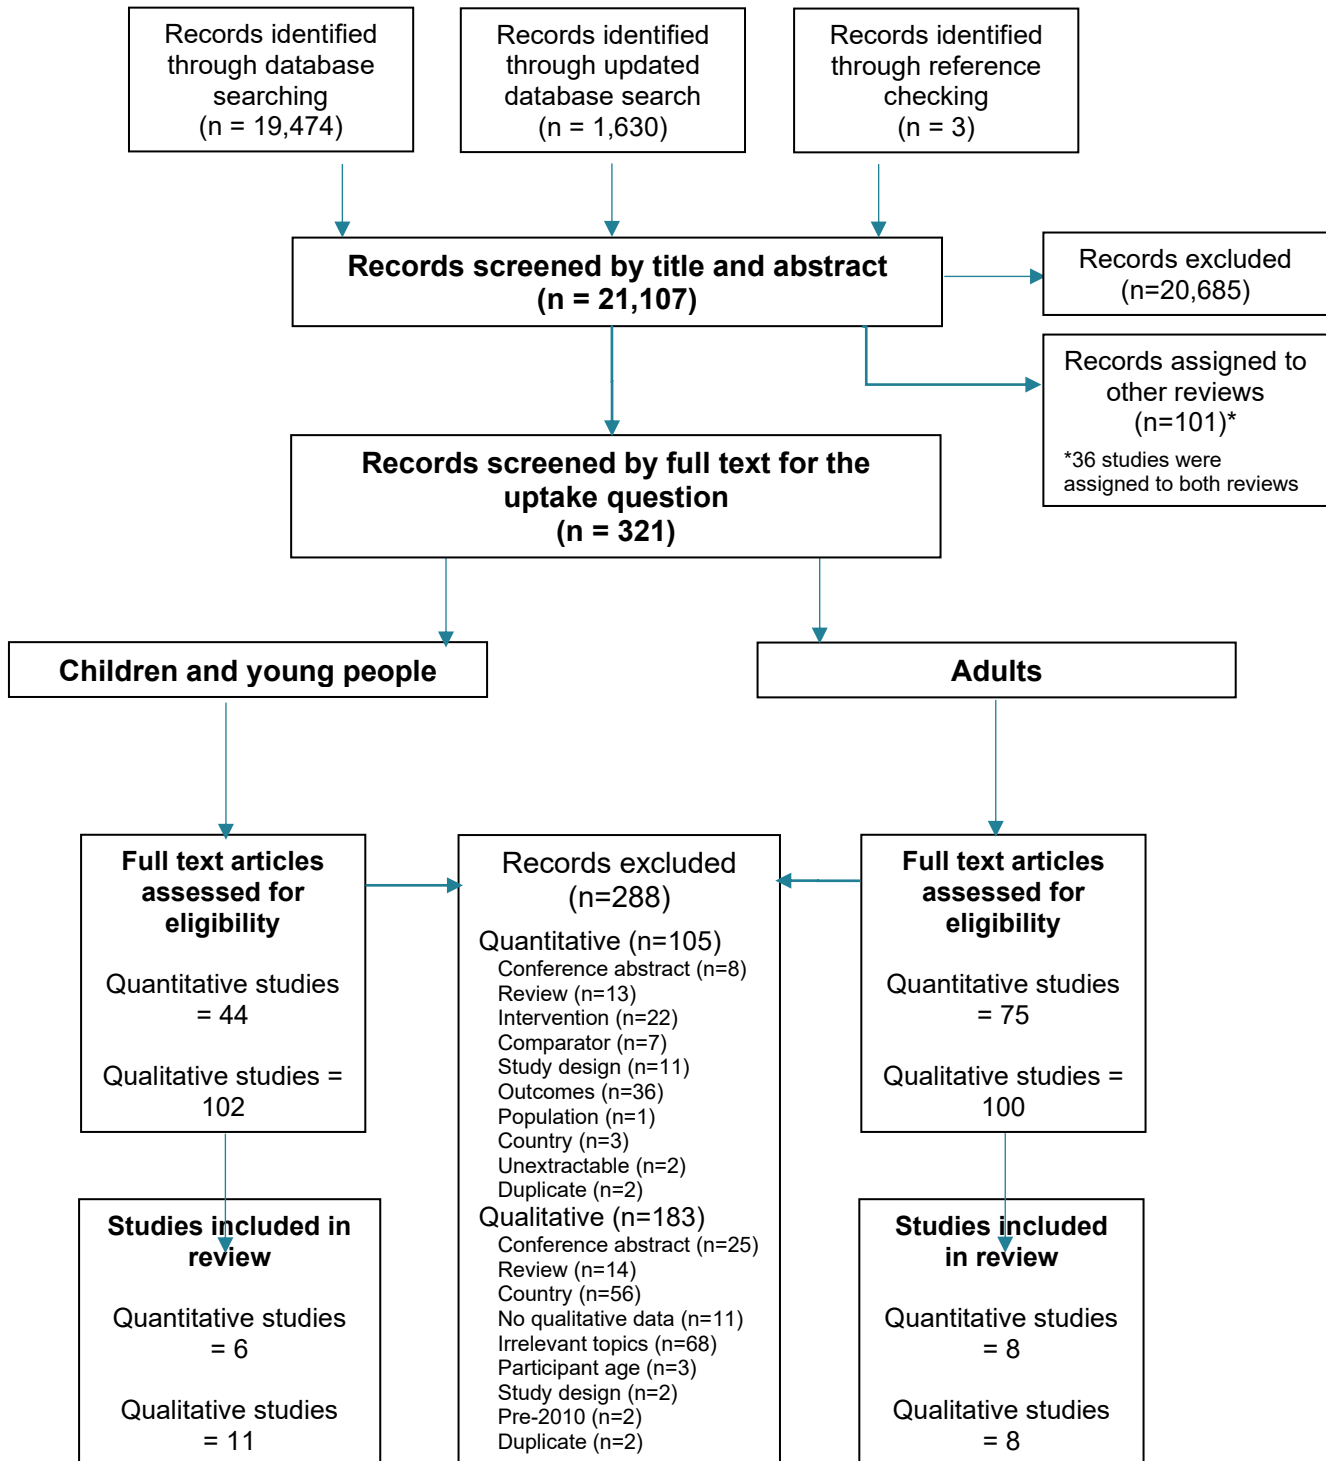 Records identified
through database
searching
(n = 19,474)
Records identified
through updated
database search
(n = 1,630)
Records identified
through reference
checking
(n = 3)
Records screened by title and abstract
(n = 21,107)
Records excluded
(n=20,685)
Records assigned to
other reviews
(n=101)*
*36 studies were
assigned to both reviews
Records screened by full text for the
uptake question
(n = 321)
Children and young people
Adults
Full text articles
assessed for
eligibility
Quantitative studies
= 44
Qualitative studies =
102
Records excluded
(n=288)
Quantitative (n=105)
Conference abstract (n=8)
Review (n=13)
Intervention (n=22)
Comparator (n=7)
Study design (n=11)
Outcomes (n=36)
Population (n=1)
Country (n=3)
Unextractable (n=2)
Duplicate (n=2)
Qualitative (n=183)
Conference abstract (n=25)
Review (n=14)
Country (n=56)
No qualitative data (n=11)
Irrelevant topics (n=68)
Participant age (n=3)
Study design (n=2)
Pre-2010 (n=2)
Duplicate (n=2)
Full text articles
assessed for
eligibility
Quantitative studies
= 75
Qualitative studies =
100
Studies included in
review
Quantitative studies
= 6
Qualitative studies
= 11
Studies included
in review
Quantitative studies
= 8
Qualitative studies
= 8